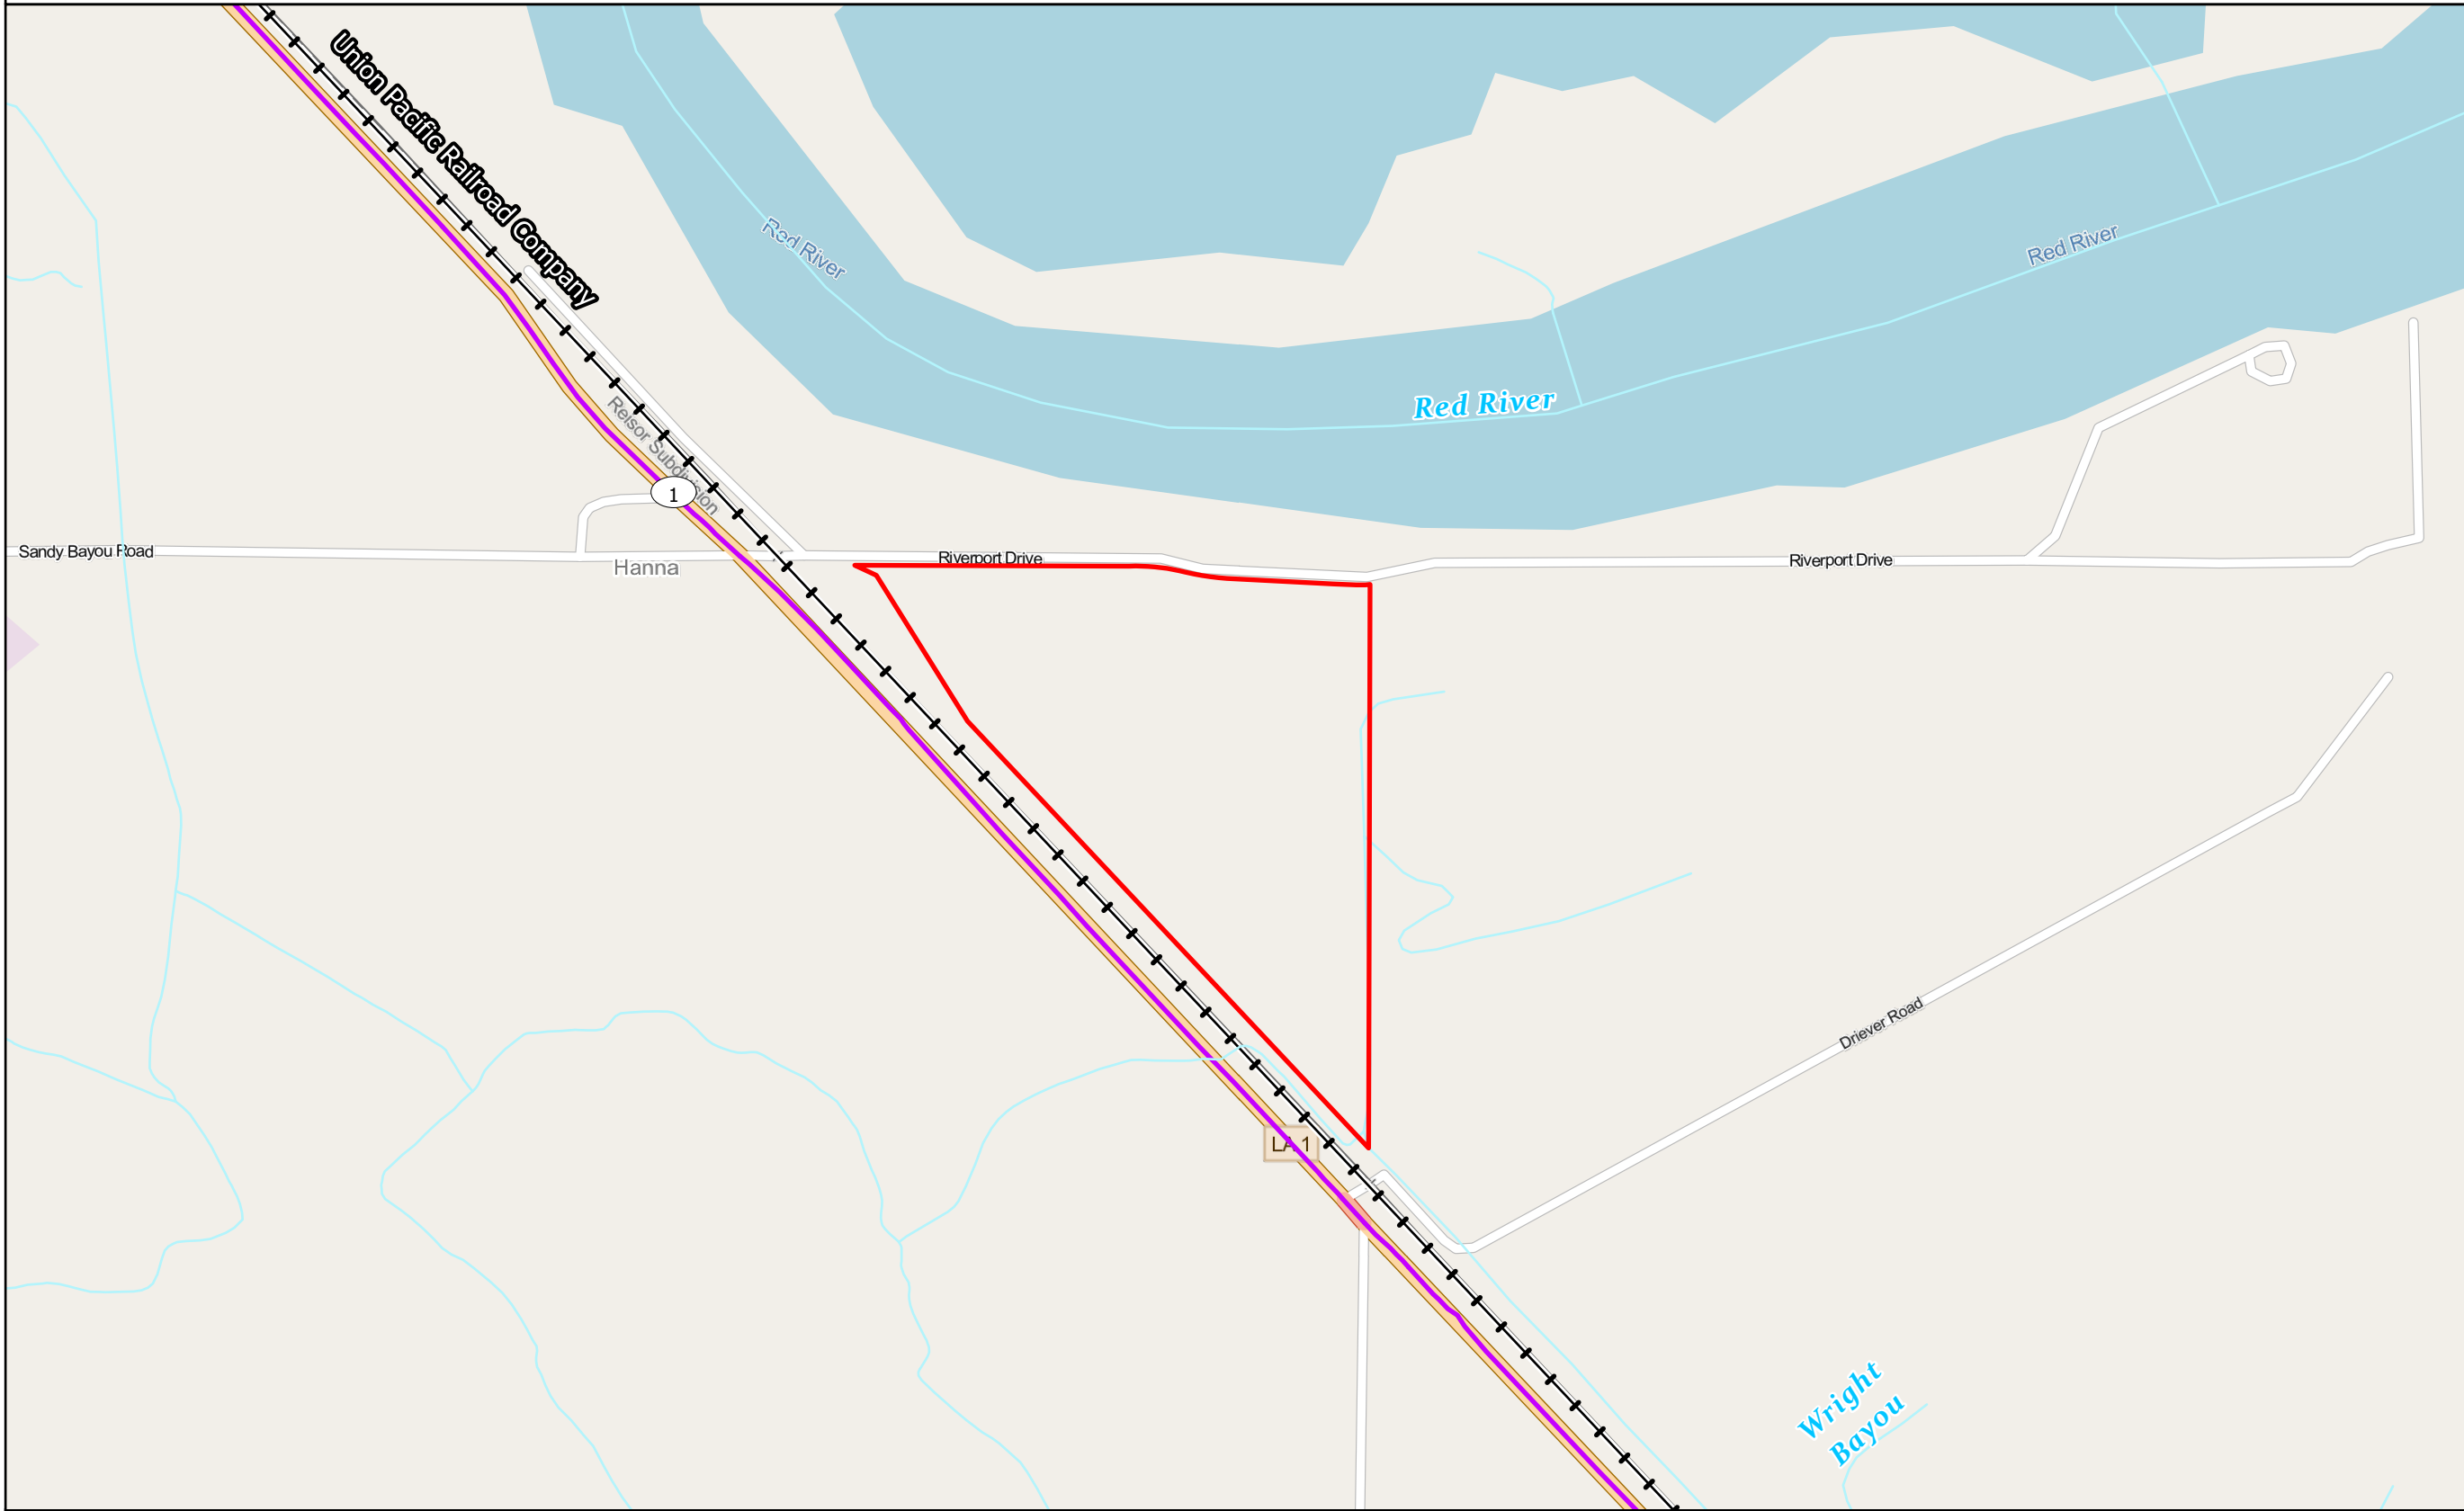 Union Pacific Railroad Company
Red River
Red River
Red River
Reisor Subdivision
1
Sandy Bayou Road
Hanna
Riverport Drive
Riverport Drive
Driever Road
LA 1
Wright
Bayou